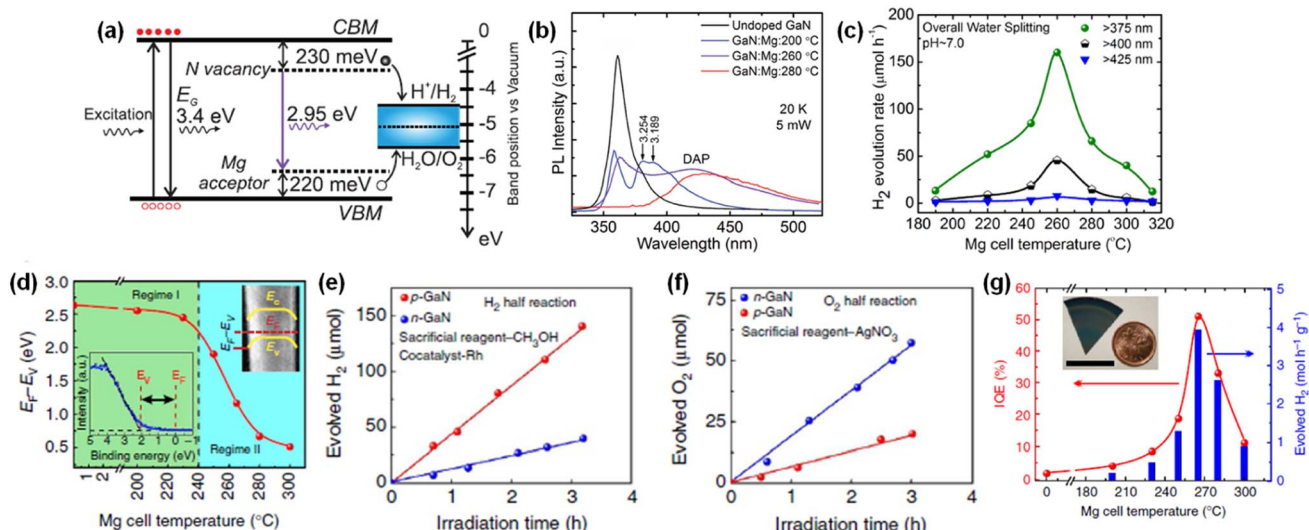 (a)
CBM
230 meV
N vacancy
Excitation
E_G
3.4 eV
2.95 eV
H⁺/H₂
H₂O/O₂
Mg
acceptor
220 meV
VBM
0
-4
-5
-6
-7
eV
Band position vs Vacuum
(b)
Undoped GaN
GaN:Mg:200 °C
GaN:Mg:260 °C
GaN:Mg:280 °C
3.254
3.189
20 K
5 mW
DAP
PL Intensity (a.u.)
350 400 450 500
Wavelength (nm)
(c)
Overall Water Splitting
pH~7.0
>375 nm
>400 nm
>425 nm
H₂ evolution rate (μmol h⁻¹)
200
150
100
50
0
195 210 225 240 255 270 285 300 315
Mg cell temperature (°C)
(d)
Regime I
Regime II
E_F–E_V (eV)
3.0
2.5
2.0
1.5
1.0
0.5
E_c
E_F
E_v
E_F–E_V
Intensity (a.u.)
E_V
E_F
5 4 3 2 1 0 –1
Binding energy (eV)
1 2 200 220 240 260 280 300
Mg cell temperature (°C)
(e)
p-GaN
n-GaN
H₂ half reaction
Sacrificial reagent–CH₃OH
Cocatalyst-Rh
Evolved H₂ (μmol)
150
100
50
0
0 1 2 3 4
Irradiation time (h)
(f)
n-GaN
p-GaN
O₂ half reaction
Sacrificial reagent–AgNO₃
Evolved O₂ (μmol)
75
50
25
0
0 1 2 3 4
Irradiation time (h)
(g)
IQE (%)
60
50
40
30
20
10
0
5
4
3
2
1
0
Evolved H₂ (mol h⁻¹ g⁻¹)
0 180 210 240 270 300
Mg cell temperature (°C)